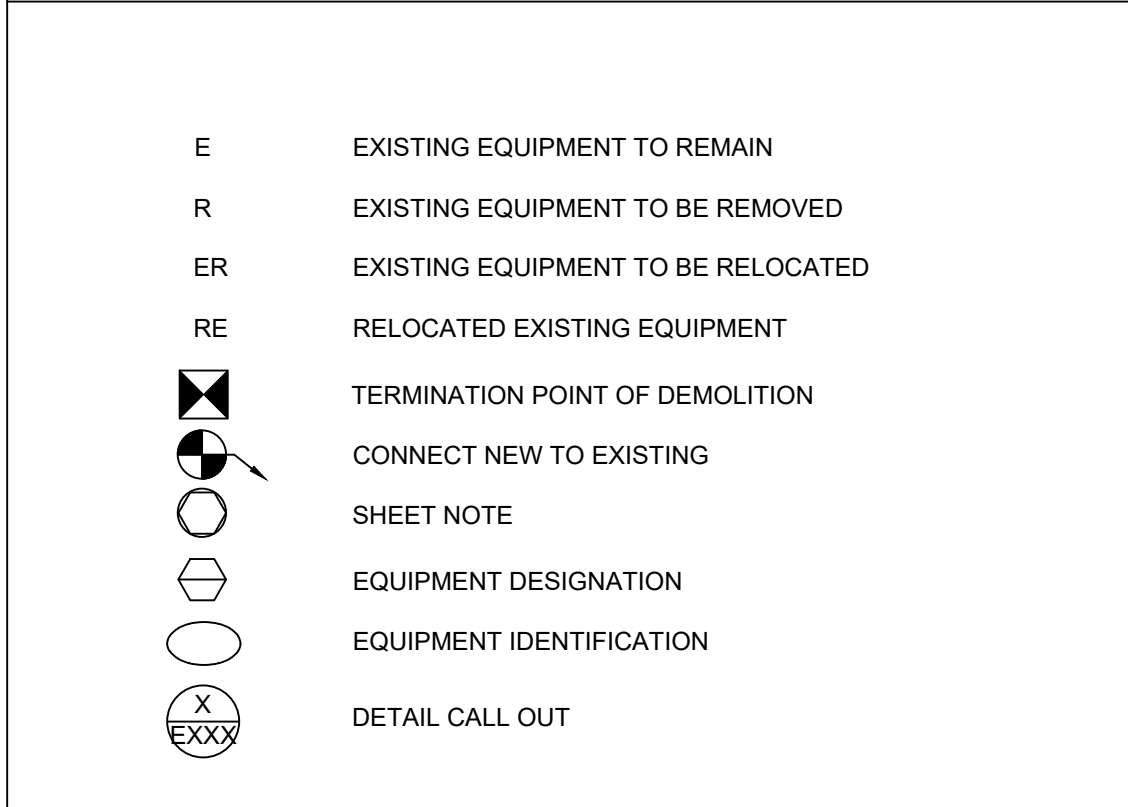 E EXISTING EQUIPMENT TO REMAIN
R EXISTING EQUIPMENT TO BE REMOVED
ER EXISTING EQUIPMENT TO BE RELOCATED
RE RELOCATED EXISTING EQUIPMENT
TERMINATION POINT OF DEMOLITION
CONNECT NEW TO EXISTING
SHEET NOTE
EQUIPMENT DESIGNATION
EQUIPMENT IDENTIFICATION
X
EXXX DETAIL CALL OUT